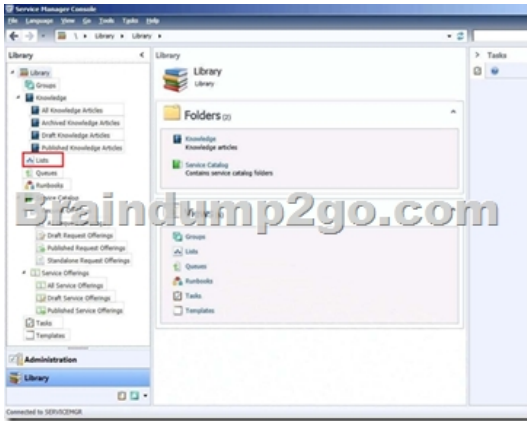 Service Manager Console
File Language View Go Tools Tasks Help
Library Library
Library
Library
Groups
Knowledge
All Knowledge Articles
Archived Knowledge Articles
Draft Knowledge Articles
Published Knowledge Articles
Lists
Queues
Runbooks
Service Catalog
Draft Request Offerings
Published Request Offerings
Standalone Request Offerings
Service Offerings
All Service Offerings
Draft Service Offerings
Published Service Offerings
Tasks
Templates
Administration
Library
Connected to SERVICEMGR
Library
Library
Library
Folders (2)
Knowledge
Knowledge articles
Service Catalog
Contains service catalog folders
Braindump2go.com
Groups
Lists
Queues
Runbooks
Tasks
Templates
Tasks